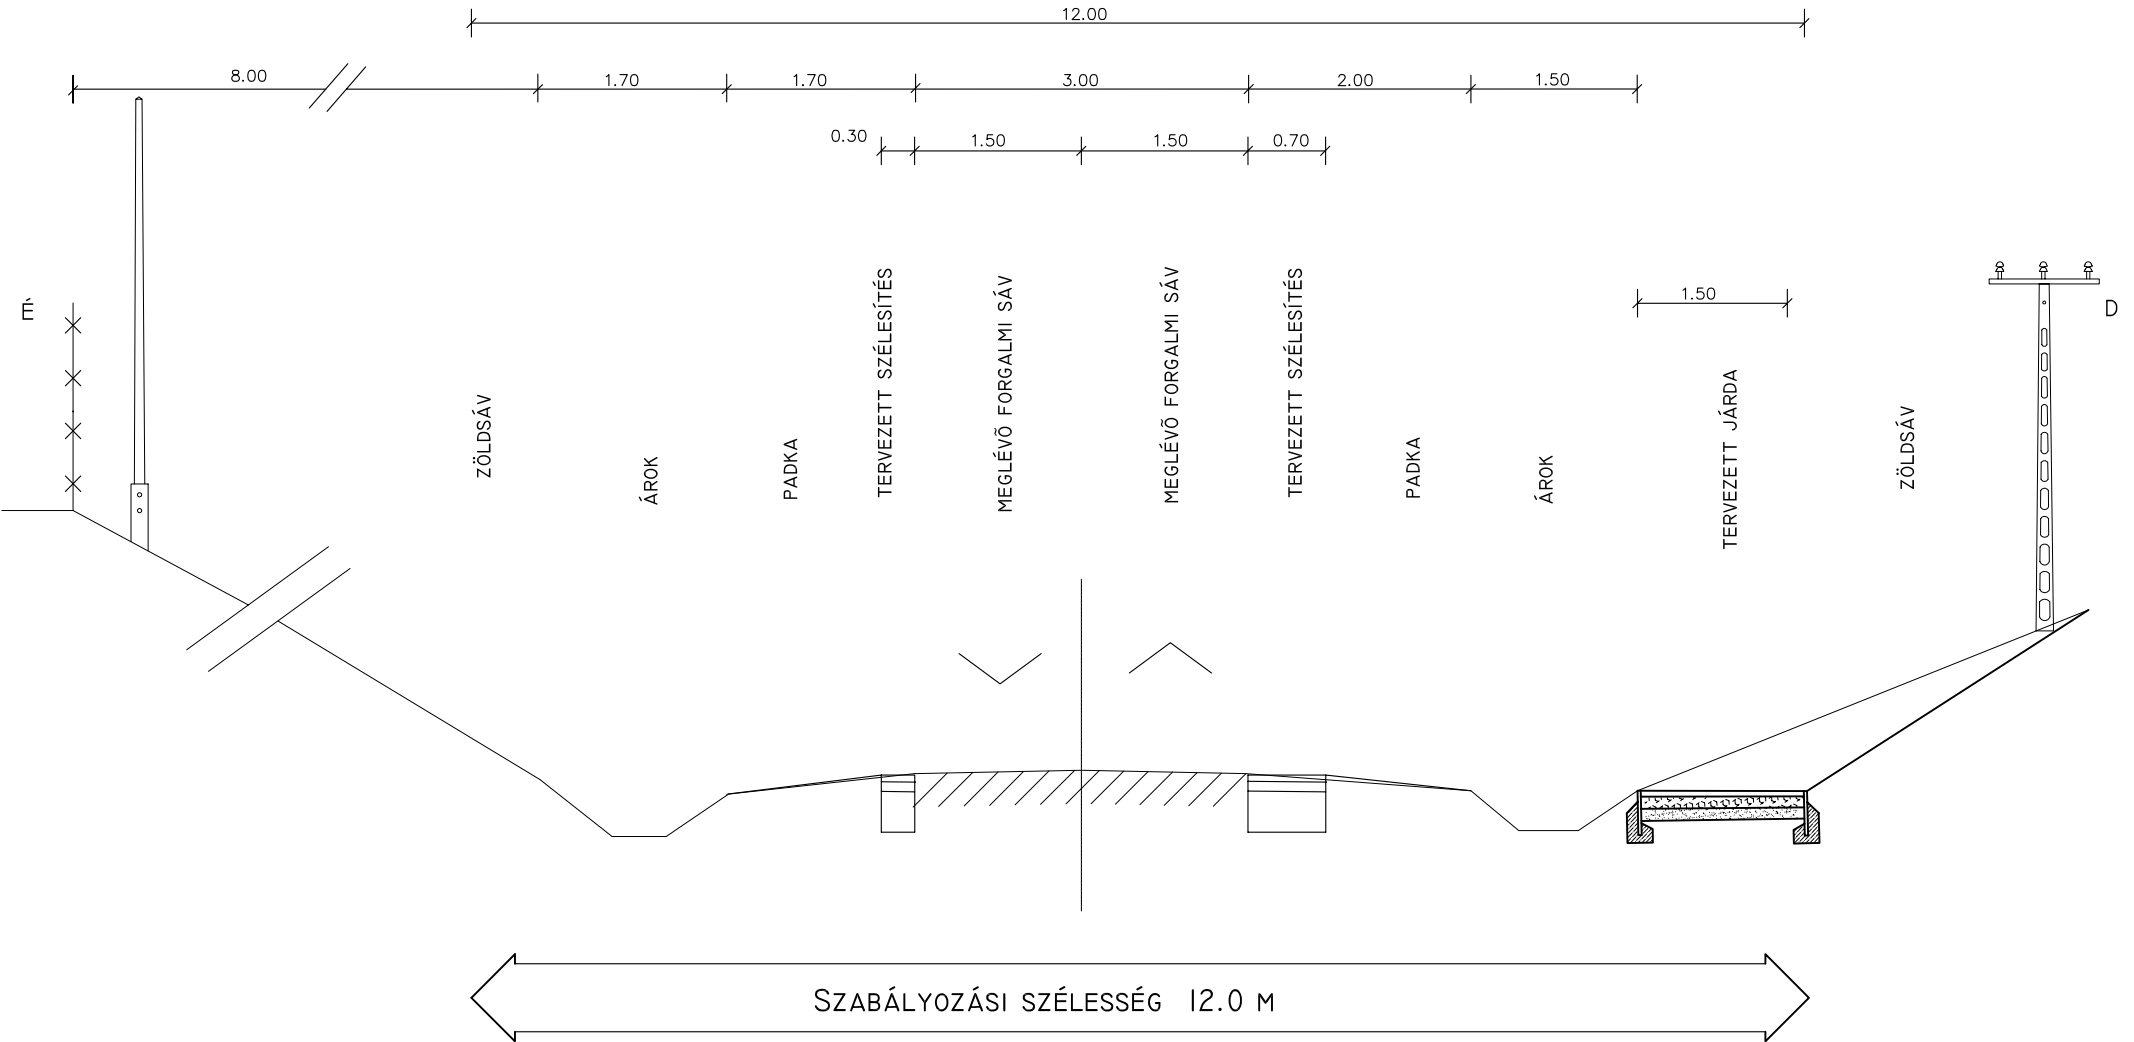 12.00
8.00
1.70
1.70
3.00
2.00
1.50
0.30
1.50
1.50
0.70
1.50
É
D
ZÖLDSÁV
ÁROK
PADKA
TERVEZETT SZÉLESÍTÉS
MEGLÉVÕ FORGALMI SÁV
MEGLÉVÕ FORGALMI SÁV
TERVEZETT SZÉLESÍTÉS
PADKA
ÁROK
TERVEZETT JÁRDA
ZÖLDSÁV
SZABÁLYOZÁSI SZÉLESSÉG 12.0 M